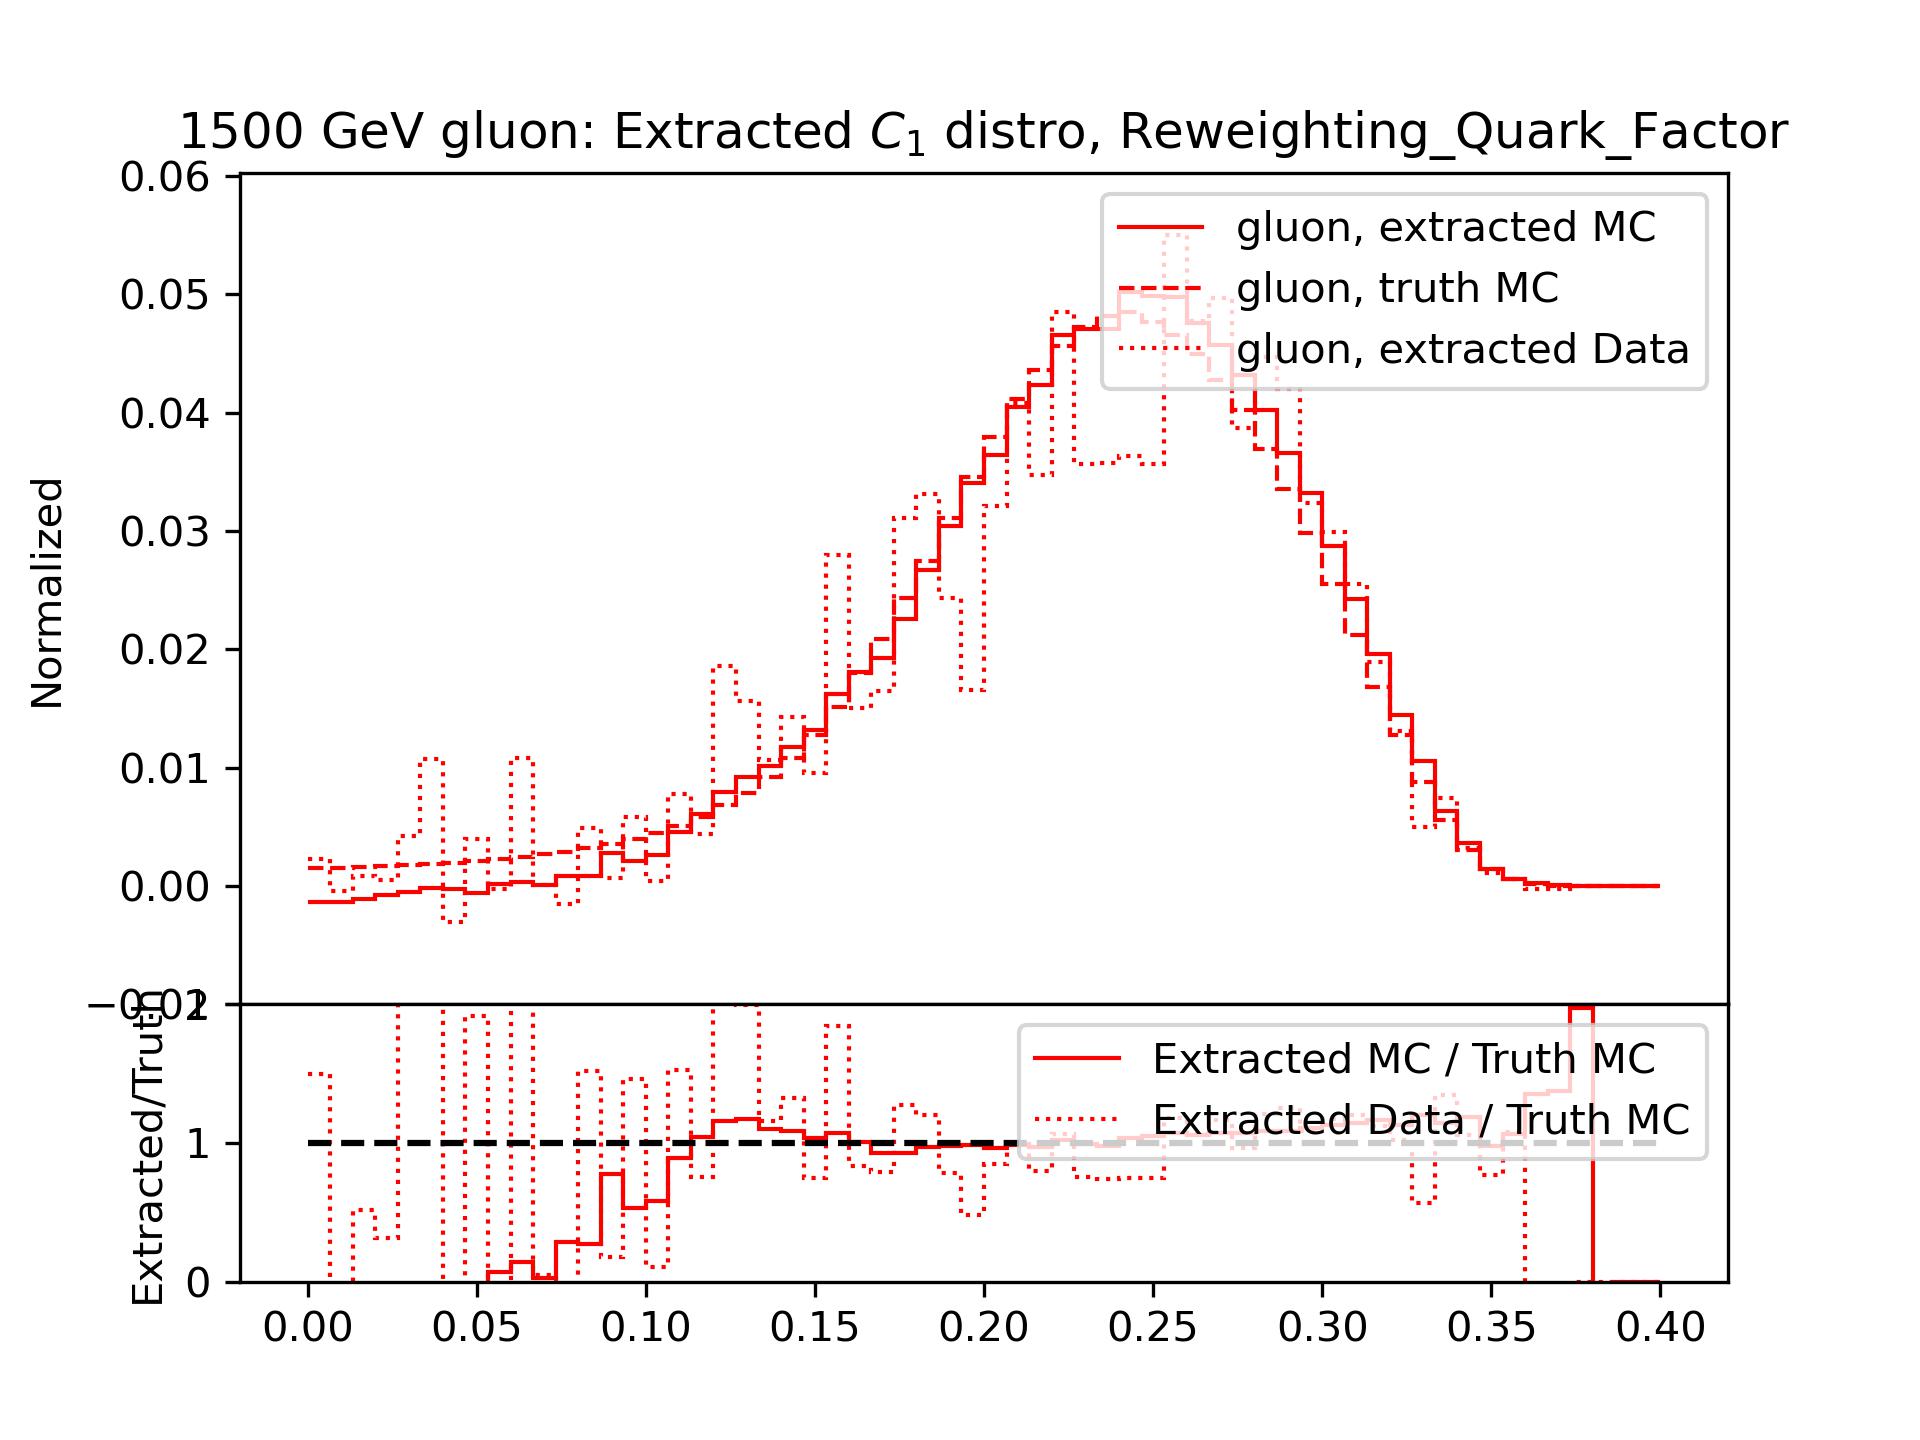 1500 GeV gluon: Extracted C₁ distro, Reweighting_Quark_Factor
0.06
0.05
0.04
0.03
0.02
0.01
0.00
−0.01
Normalized
gluon, extracted MC
gluon, truth MC
gluon, extracted Data
2
1
0
Extracted/Truth
Extracted MC / Truth MC
Extracted Data / Truth MC
0.00 0.05 0.10 0.15 0.20 0.25 0.30 0.35 0.40